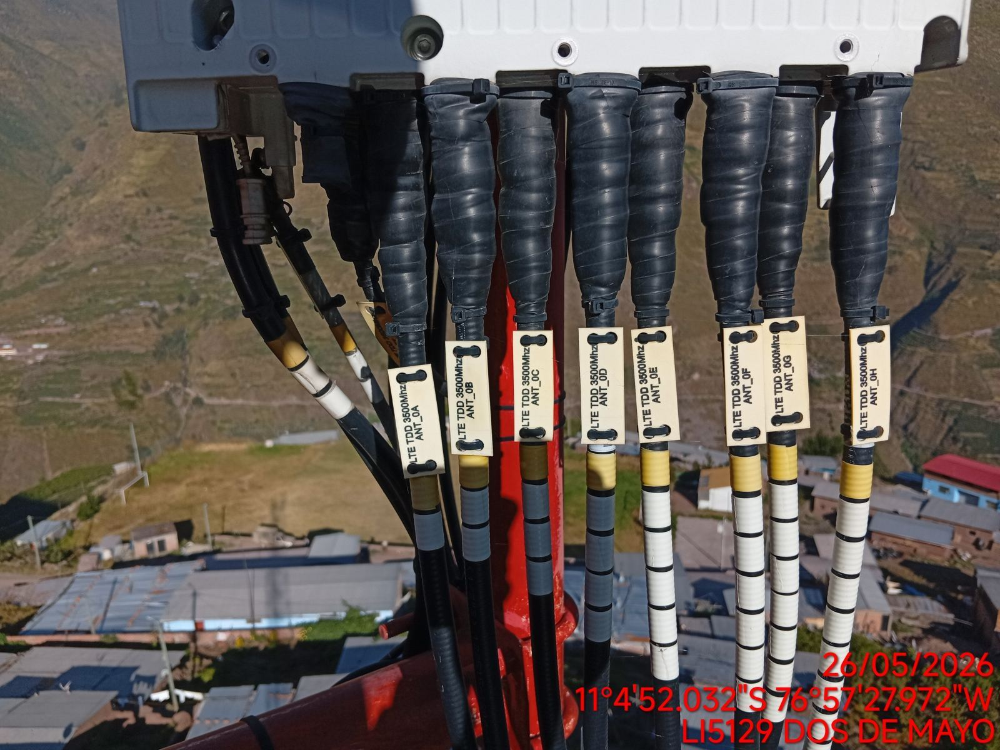 LTE TDD 3500Mhz
ANT_0A
LTE TDD 3500Mhz
ANT_0B
LTE TDD 3500Mhz
ANT_0C
LTE TDD 3500Mhz
ANT_0D
LTE TDD 3500Mhz
ANT_0E
LTE TDD 3500Mhz
ANT_0F
LTE TDD 3500Mhz
ANT_0G
LTE TDD 3500Mhz
ANT_0H
26/05/2026
11°4'52.032"S 76°57'27.972"W
LI5129 DOS DE MAYO